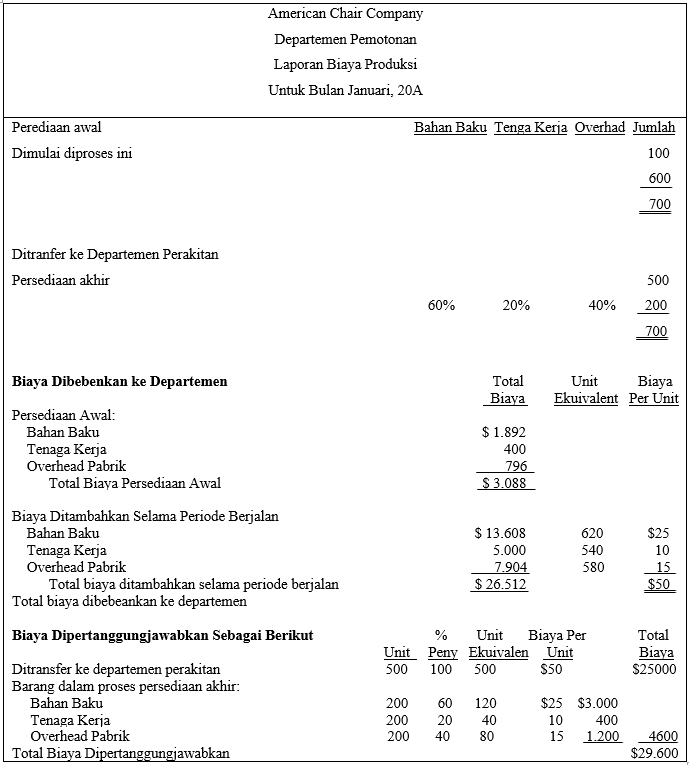 American Chair Company
Departemen Pemotonan
Laporan Biaya Produksi
Untuk Bulan Januari, 20A
Perediaan awal Bahan Baku Tenga Kerja Overhad Jumlah
Dimulai diproses ini 100
600
700
Ditranfer ke Departemen Perakitan
Persediaan akhir 500
60% 20% 40% 200
700
Biaya Dibebenkan ke Departemen Total Unit Biaya
Biaya Ekuivalent Per Unit
Persediaan Awal:
Bahan Baku $ 1.892
Tenaga Kerja 400
Overhead Pabrik 796
Total Biaya Persediaan Awal $ 3.088
Biaya Ditambahkan Selama Periode Berjalan
Bahan Baku $ 13.608 620 $25
Tenaga Kerja 5.000 540 10
Overhead Pabrik 7.904 580 15
Total biaya ditambahkan selama periode berjalan $ 26.512 $50
Total biaya dibebeankan ke departemen
Biaya Dipertanggungjawabkan Sebagai Berikut % Unit Biaya Per Total
Unit Peny Ekuivalen Unit Biaya
Ditransfer ke departemen perakitan 500 100 500 $50 $25000
Barang dalam proses persediaan akhir:
Bahan Baku 200 60 120 $25 $3.000
Tenaga Kerja 200 20 40 10 400
Overhead Pabrik 200 40 80 15 1.200 4600
Total Biaya Dipertanggungjawabkan $29.600